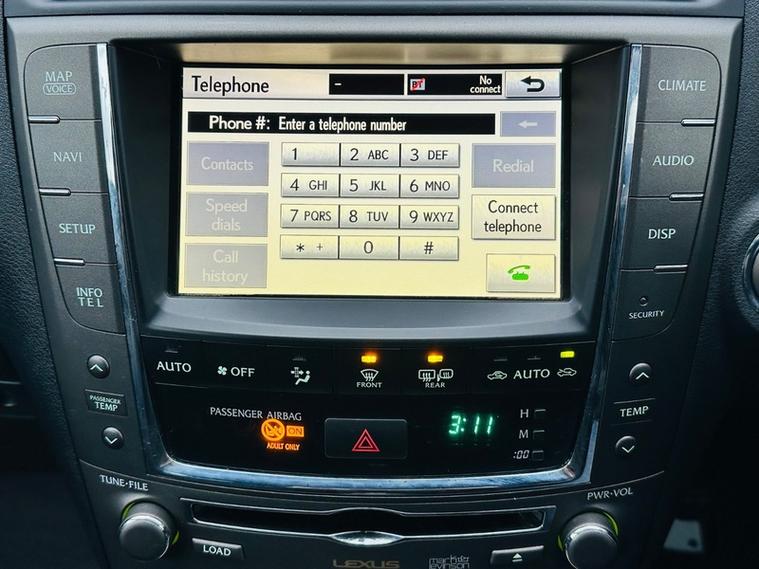 MAP
VOICE
NAVI
SETUP
INFO
TEL
PASSENGER
TEMP
Telephone
-
BT
No
connect
Phone #: Enter a telephone number
Contacts
Speed
dials
Call
history
1 2 ABC 3 DEF
4 GHI 5 JKL 6 MNO
7 PQRS 8 TUV 9 WXYZ
* + 0 #
Redial
Connect
telephone
CLIMATE
AUDIO
DISP
SECURITY
TEMP
AUTO
OFF
FRONT
REAR
AUTO
PASSENGER AIRBAG
ON
ADULT ONLY
3:11
H
M
:00
TUNE·FILE
PWR·VOL
LOAD
LEXUS
mark
levinson